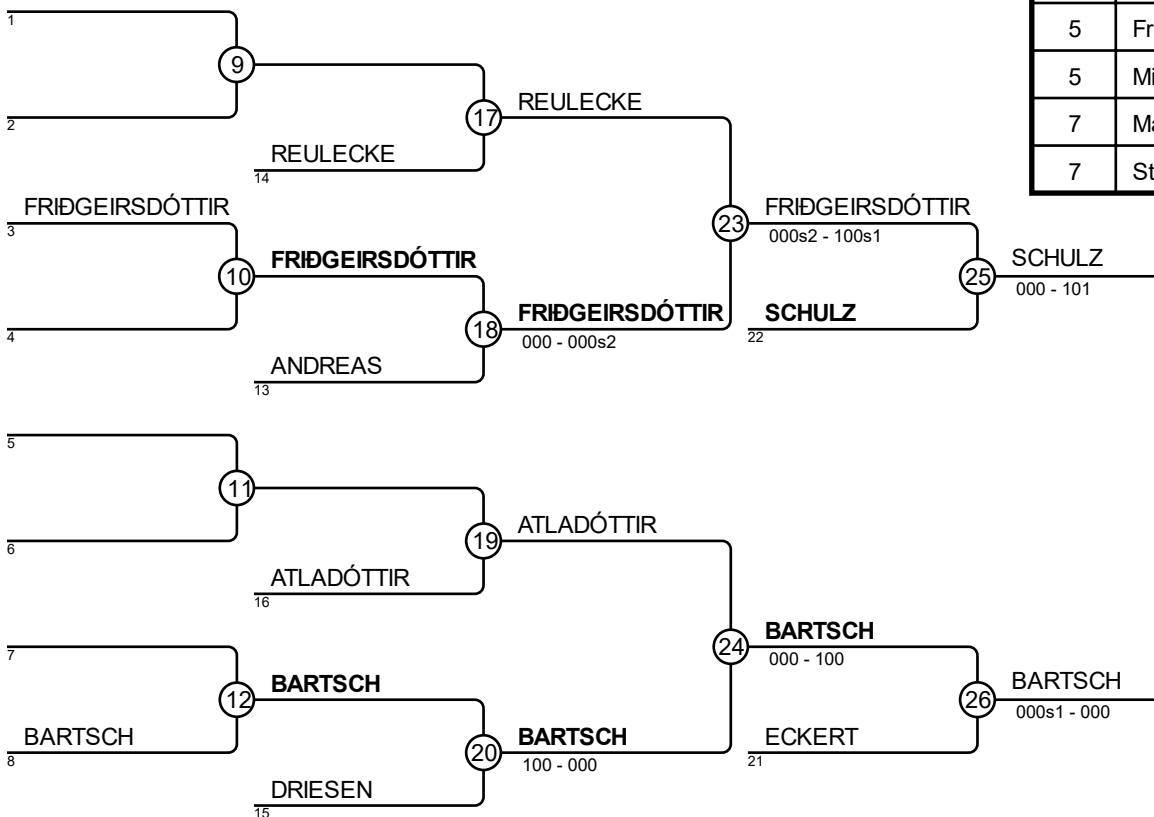 1
5 Fr
9
5 Mi
REULECKE
17
2
7 Ma
REULECKE
14
7 St
FRIÐGEIRSDÓTTIR
3
FRIÐGEIRSDÓTTIR
23
000s2 - 100s1
FRIÐGEIRSDÓTTIR
10
SCHULZ
25
000 - 101
FRIÐGEIRSDÓTTIR
18
000 - 000s2
SCHULZ
22
4
ANDREAS
13
5
11
ATLADÓTTIR
19
6
ATLADÓTTIR
16
BARTSCH
24
000 - 100
7
BARTSCH
12
BARTSCH
26
000s1 - 000
BARTSCH
8
BARTSCH
20
100 - 000
ECKERT
21
DRIESEN
15